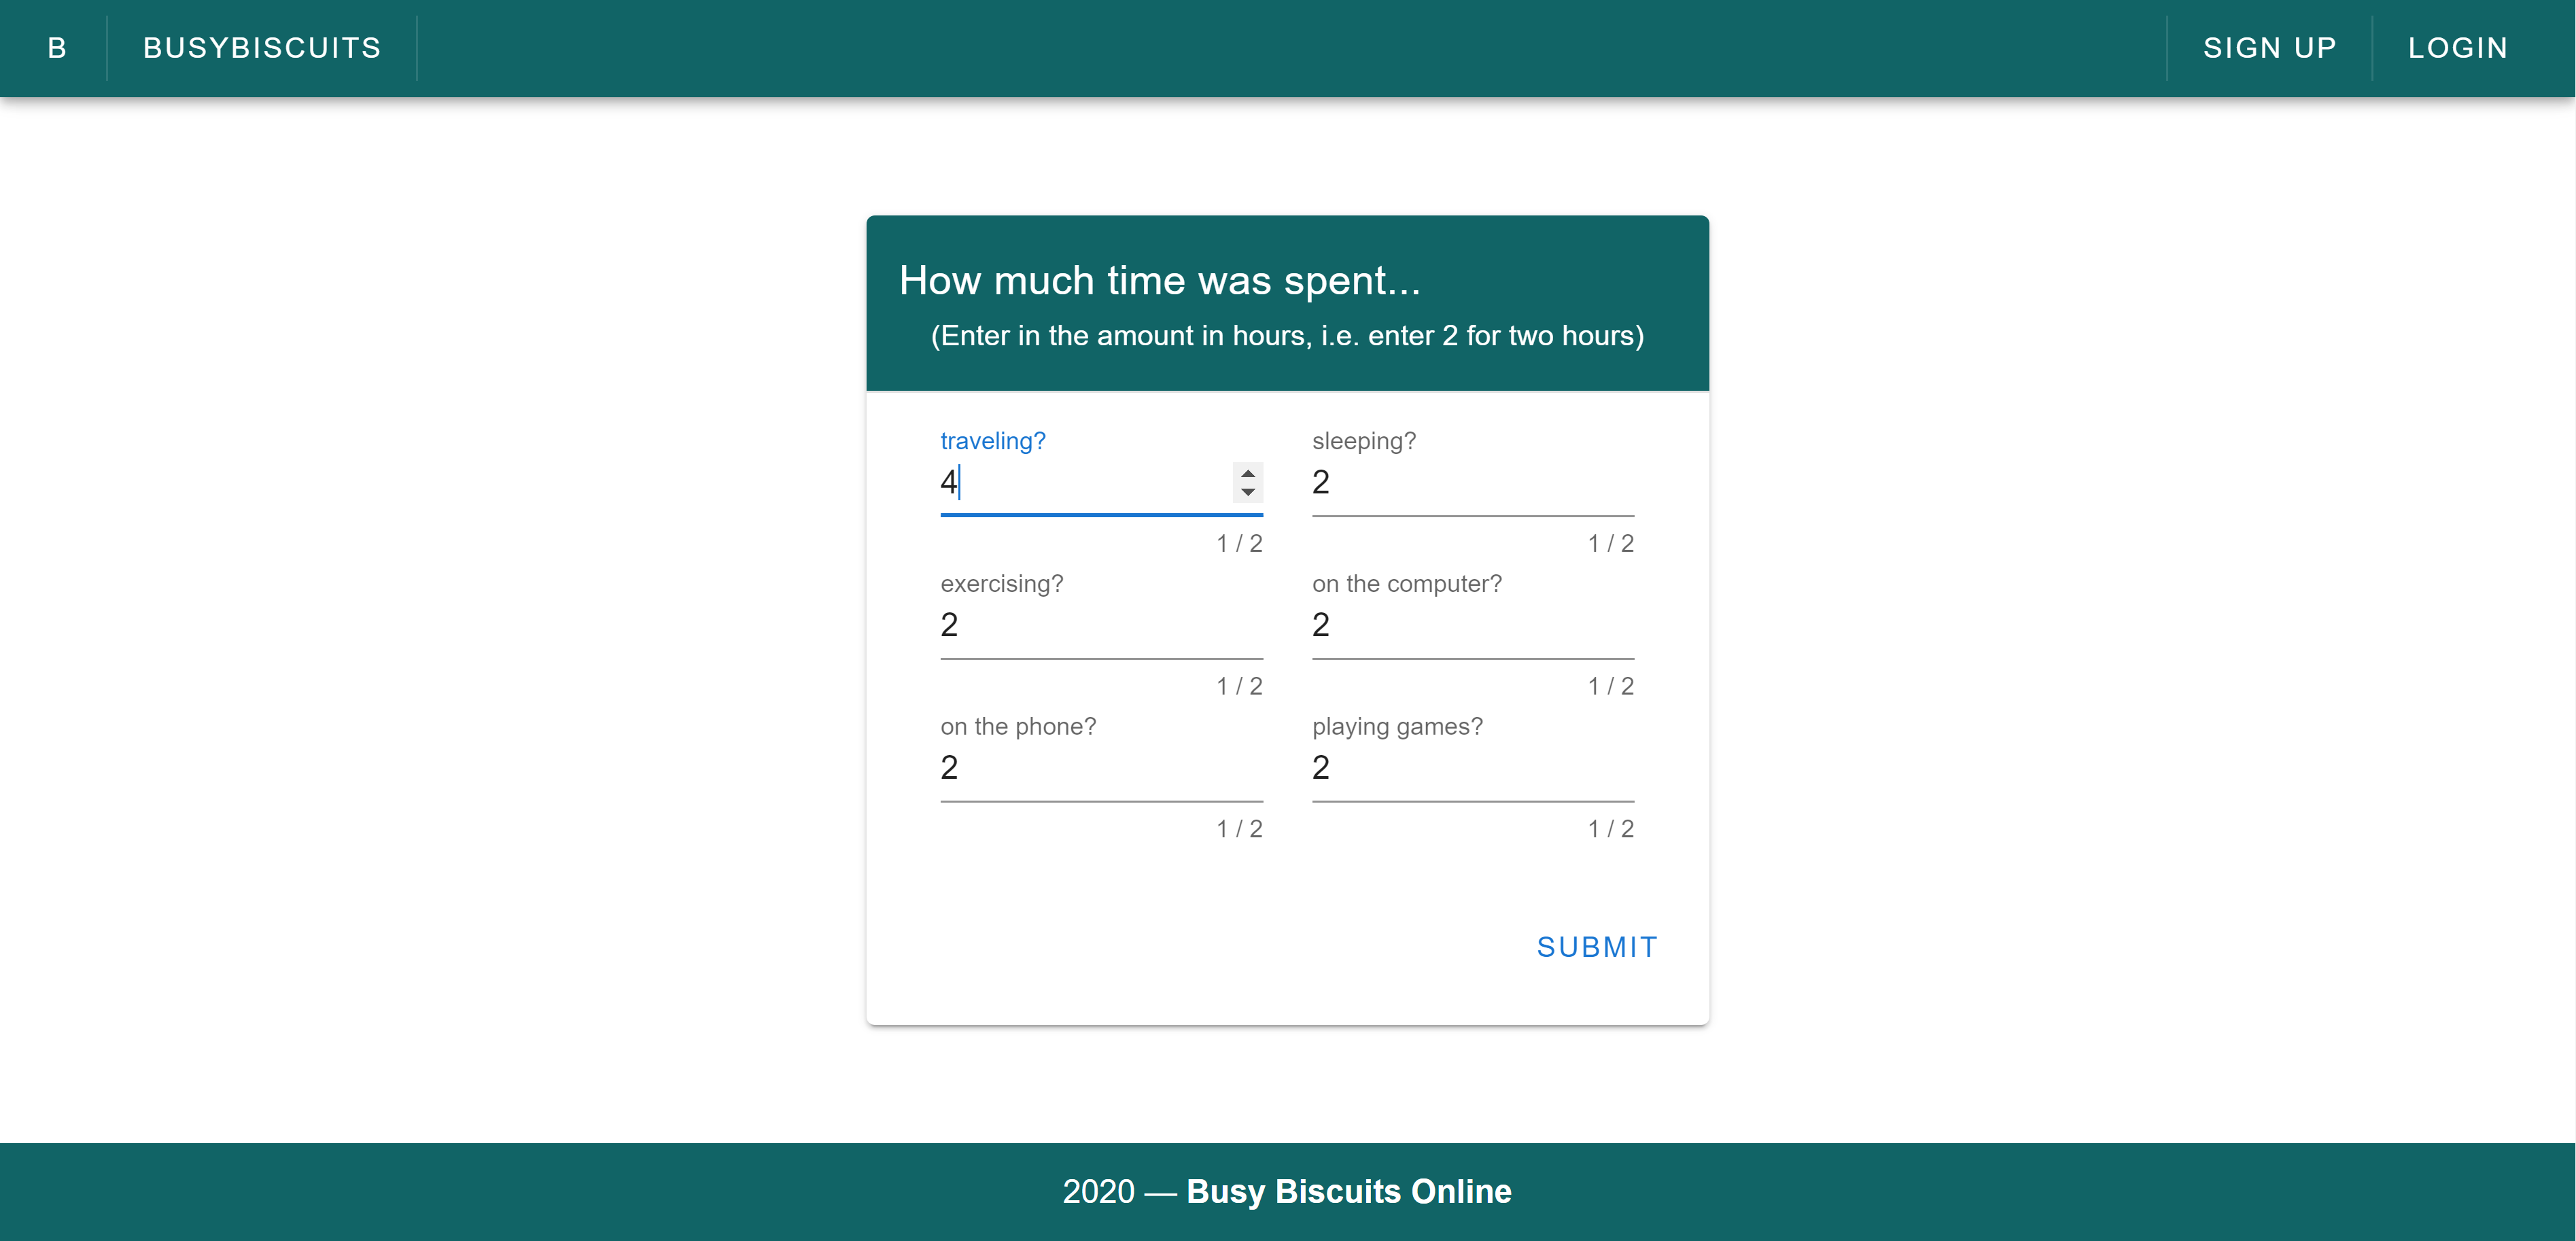 B BUSYBISCUITS SIGN UP LOGIN
How much time was spent...
(Enter in the amount in hours, i.e. enter 2 for two hours)
traveling? sleeping?
4 2
1 / 2 1 / 2
exercising? on the computer?
2 2
1 / 2 1 / 2
on the phone? playing games?
2 2
1 / 2 1 / 2
SUBMIT
2020 — Busy Biscuits Online